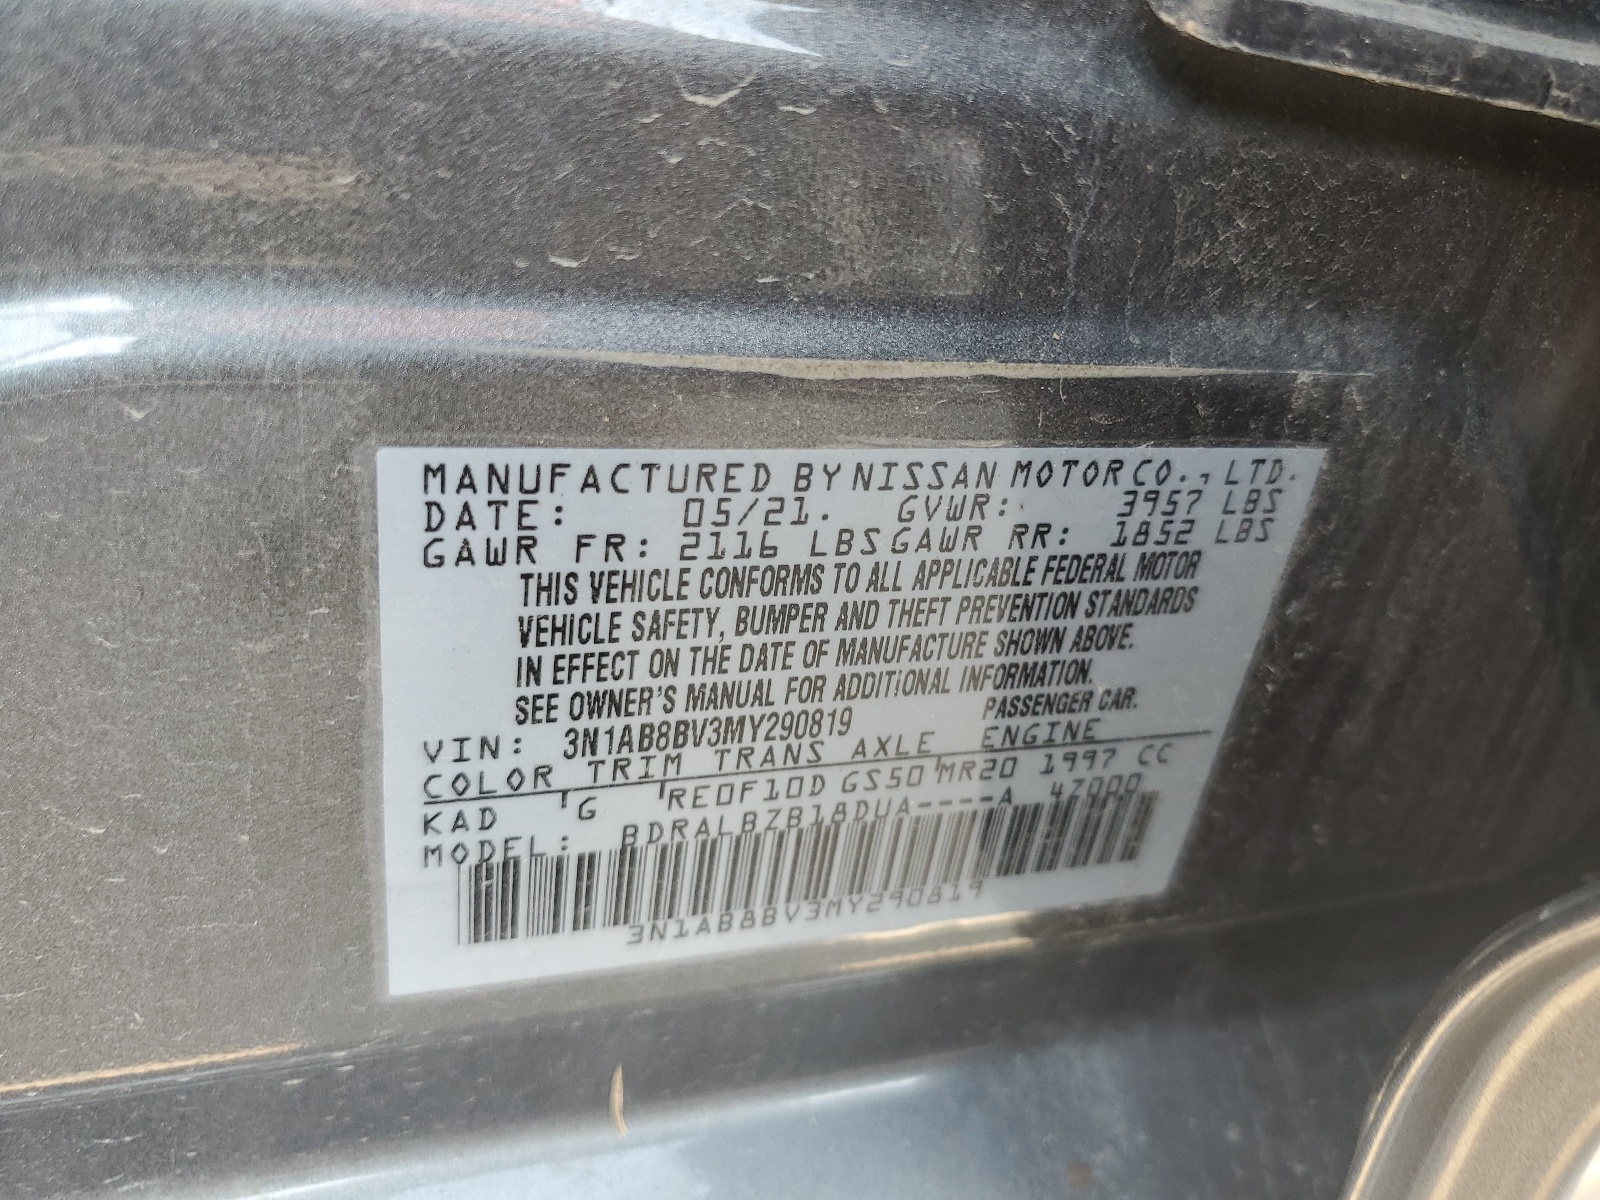 MANUFACTURED BY NISSAN MOTOR CO., LTD.
DATE: 05/21. GVWR: 3957 LBS
GAWR FR: 2116 LBS GAWR RR: 1852 LBS
THIS VEHICLE CONFORMS TO ALL APPLICABLE FEDERAL MOTOR
VEHICLE SAFETY, BUMPER AND THEFT PREVENTION STANDARDS
IN EFFECT ON THE DATE OF MANUFACTURE SHOWN ABOVE.
SEE OWNER'S MANUAL FOR ADDITIONAL INFORMATION.
VIN: 3N1AB8BV3MY290819 PASSENGER CAR.
COLOR TRIM TRANS AXLE ENGINE
KAD G RE0F10D GS50 MR20 1997 CC
MODEL: BDRALBZB18DUA----A 47000
3N1AB8BV3MY290819